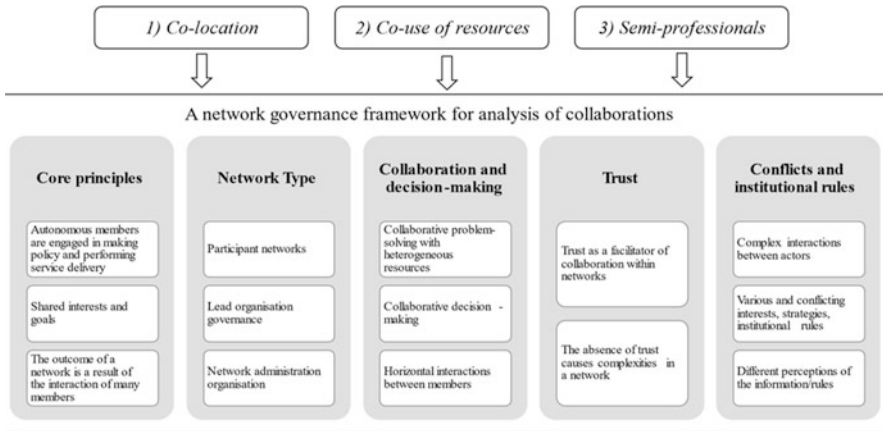 1) Co-location
2) Co-use of resources
3) Semi-professionals
A network governance framework for analysis of collaborations
Core principles
Autonomous members
are engaged in making
policy and performing
service delivery
Shared interests and
goals
The outcome of a
network is a result of
the interaction of many
members
Network Type
Participant networks
Lead organisation
governance
Network administration
organisation
Collaboration and
decision-making
Collaborative problem-
solving with
heterogeneous
resources
Collaborative decision -
making
Horizontal interactions
between members
Trust
Trust as a facilitator of
collaboration within
networks
The absence of trust
causes complexities in
a network
Conflicts and
institutional rules
Complex interactions
between actors
Various and conflicting
interests, strategies,
institutional rules
Different perceptions of
the information/rules